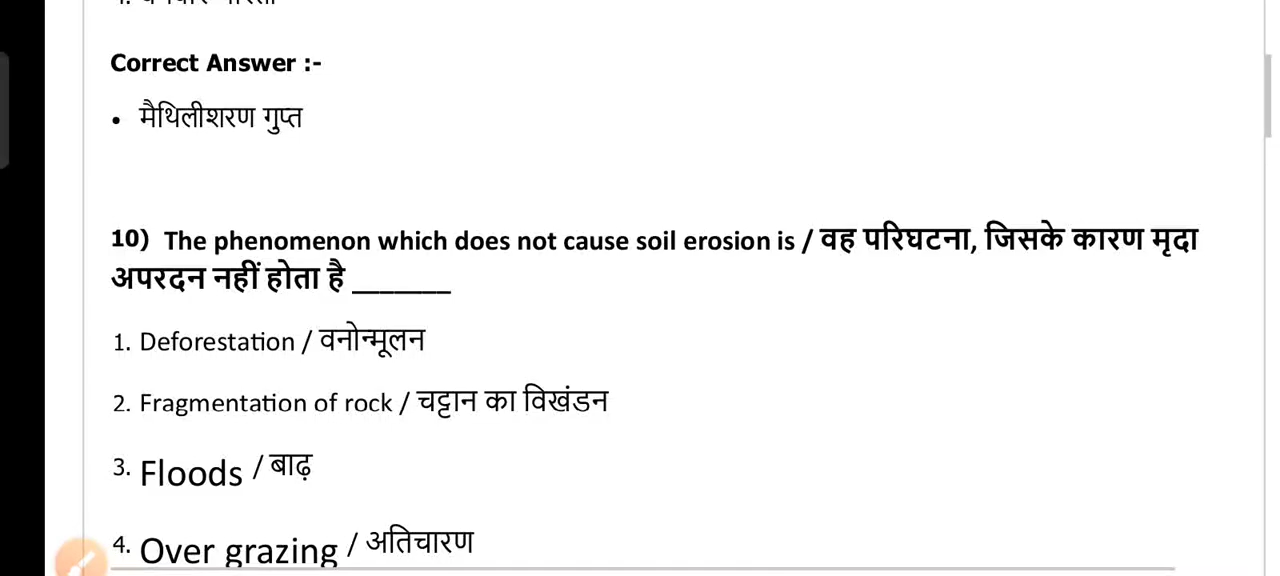 Correct Answer :-
• मैथिलीशरण गुप्त
10) The phenomenon which does not cause soil erosion is / वह परिघटना, जिसके कारण मृदा
अपरदन नहीं होता है _______
1. Deforestation / वनोन्मूलन
2. Fragmentation of rock / चट्टान का विखंडन
3. Floods / बाढ़
4. Over grazing / अतिचारण